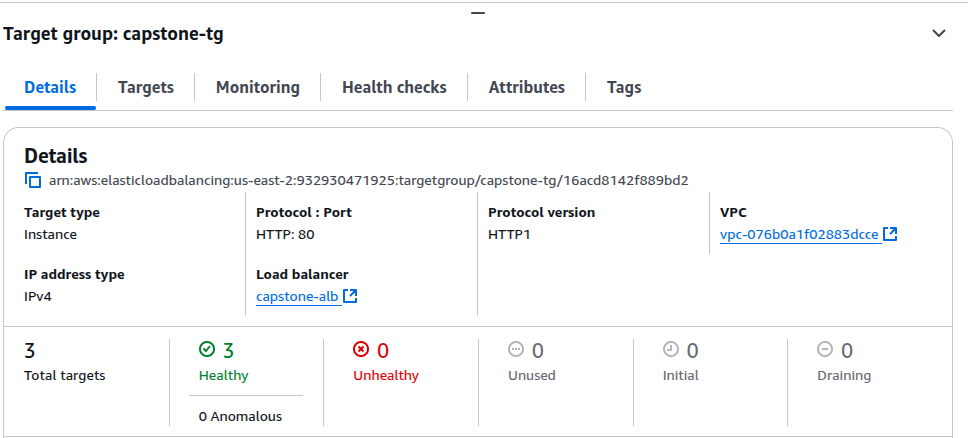 Target group: capstone-tg
Details
Targets
Monitoring
Health checks
Attributes
Tags
Details
arn:aws:elasticloadbalancing:us-east-2:932930471925:targetgroup/capstone-tg/16acd8142f889bd2
Target type
Instance
Protocol : Port
HTTP: 80
Protocol version
HTTP1
VPC
vpc-076b0a1f02883dcce
IP address type
IPv4
Load balancer
capstone-alb
3
Total targets
3
Healthy
0 Anomalous
0
Unhealthy
0
Unused
0
Initial
0
Draining